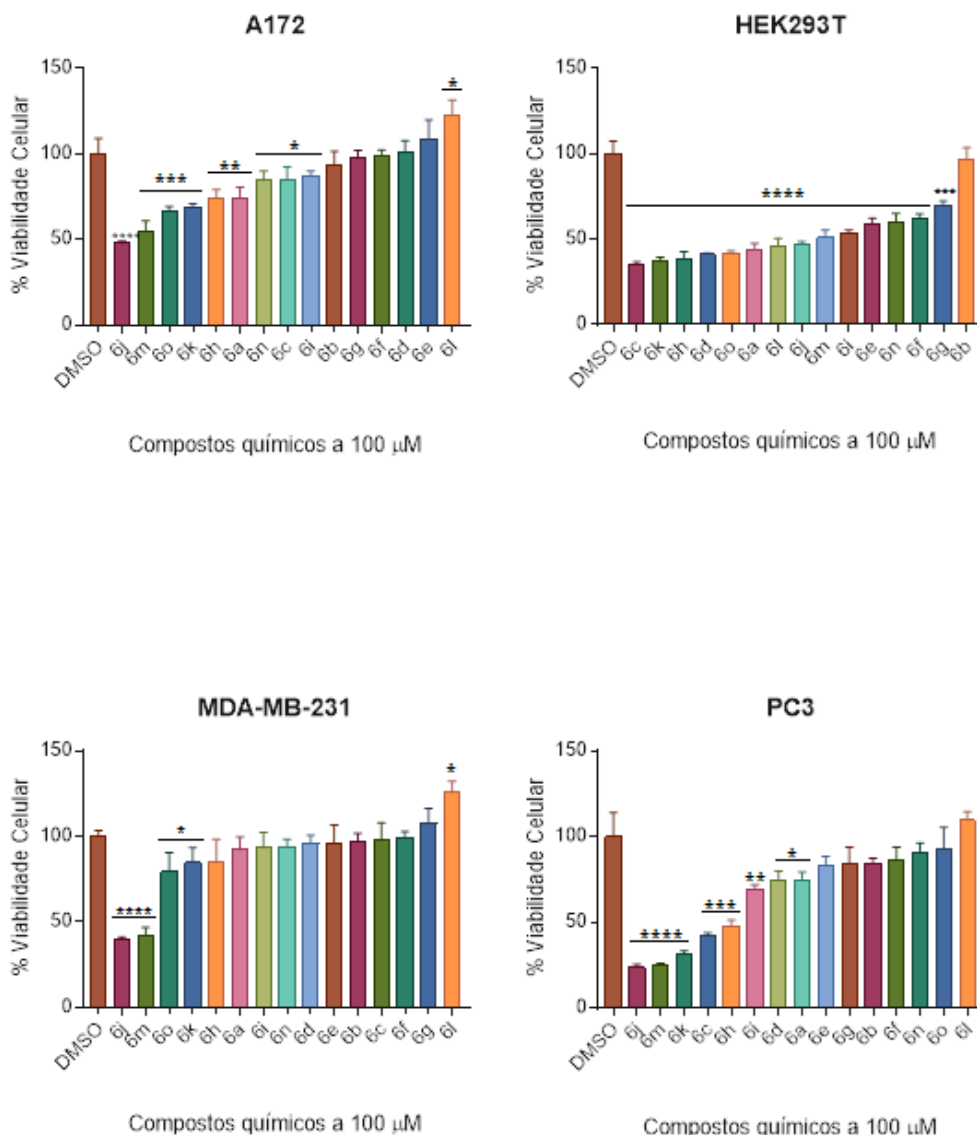 A172
% Viabilidade Celular
150
100
50
0
****
***
**
*
*
DMSO 6j 6m 6o 6k 6h 6a 6n 6c 6i 6b 6g 6f 6d 6e 6l
Compostos químicos a 100 μM
HEK293T
% Viabilidade Celular
150
100
50
0
****
***
DMSO 6c 6k 6h 6d 6o 6a 6l 6j 6m 6i 6e 6n 6f 6g 6b
Compostos químicos a 100 μM
MDA-MB-231
% Viabilidade Celular
150
100
50
0
****
*
*
DMSO 6j 6m 6o 6k 6h 6a 6i 6n 6d 6e 6b 6c 6f 6g 6l
Compostos químicos a 100 μM
PC3
% Viabilidade Celular
150
100
50
0
****
***
**
*
DMSO 6j 6m 6k 6c 6h 6i 6d 6a 6e 6g 6b 6f 6n 6o 6l
Compostos químicos a 100 μM